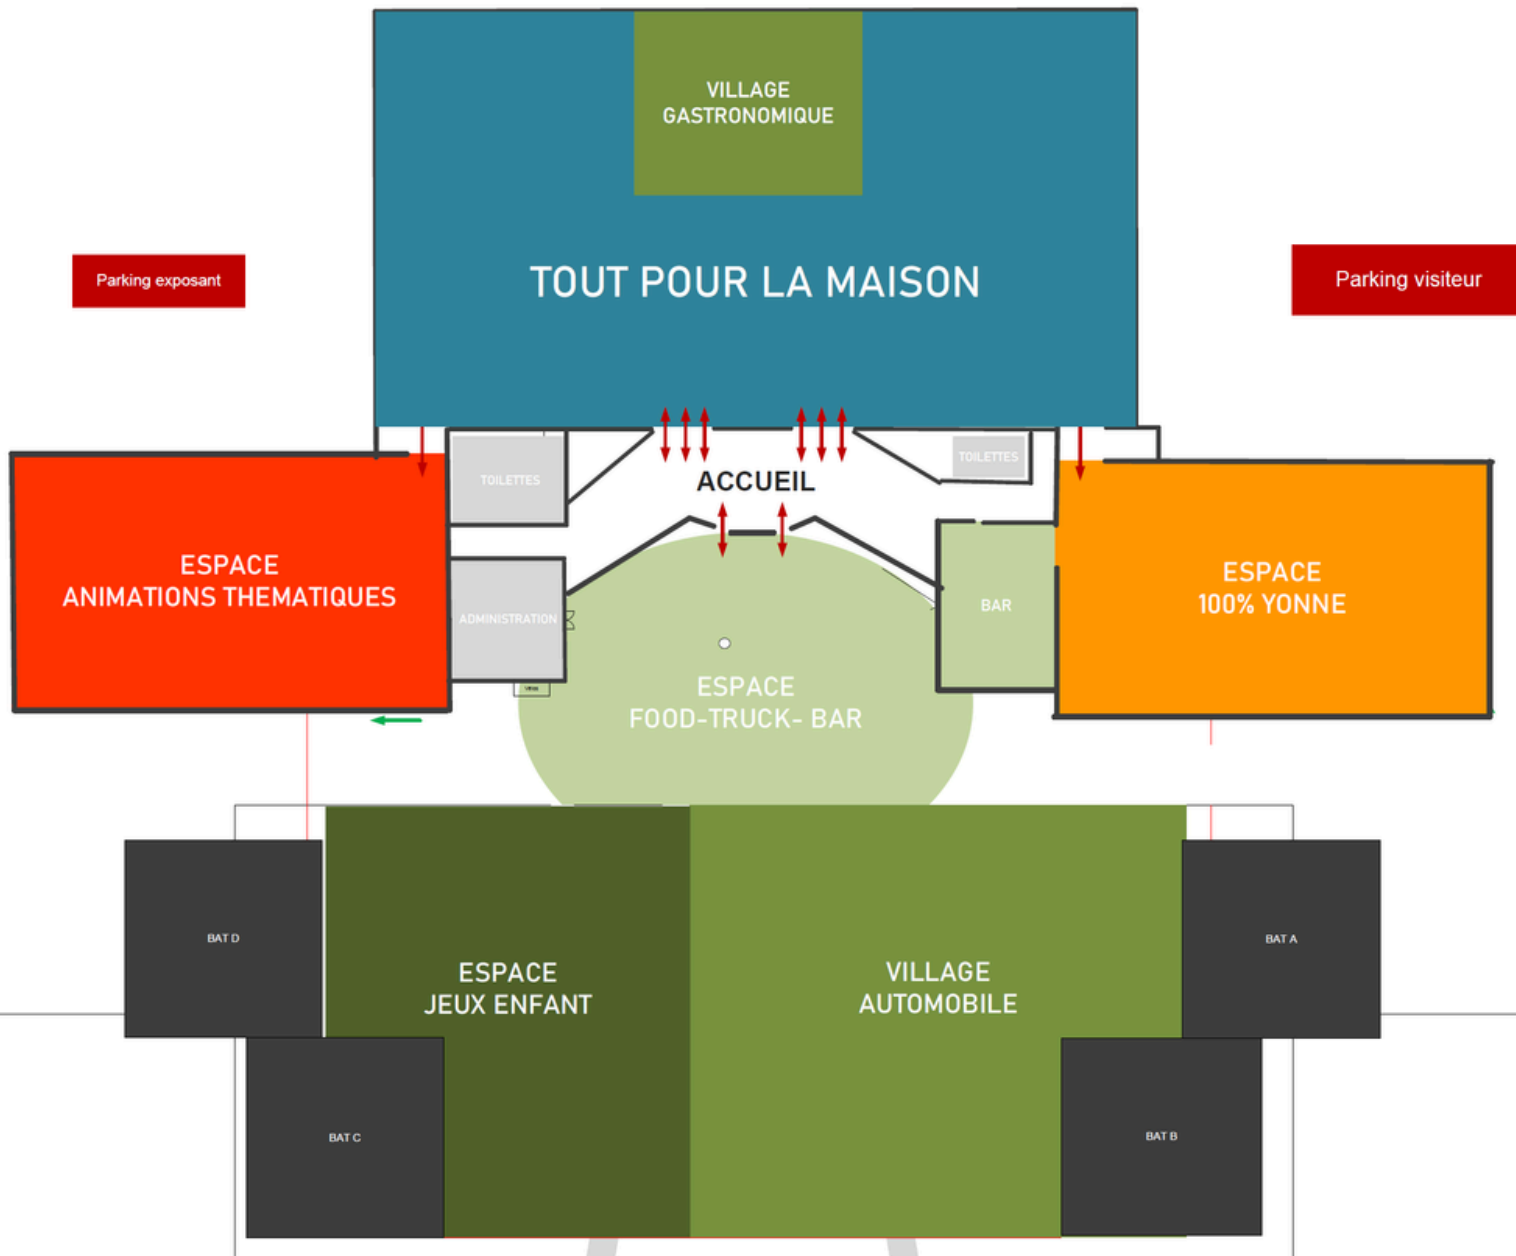 VILLAGE
GASTRONOMIQUE
TOUT POUR LA MAISON
Parking exposant
Parking visiteur
TOILETTES
TOILETTES
ACCUEIL
ESPACE
ANIMATIONS THEMATIQUES
ESPACE
100% YONNE
ADMINISTRATION
BAR
ESPACE
FOOD-TRUCK- BAR
BAT D
BAT A
ESPACE
JEUX ENFANT
VILLAGE
AUTOMOBILE
BAT C
BAT B